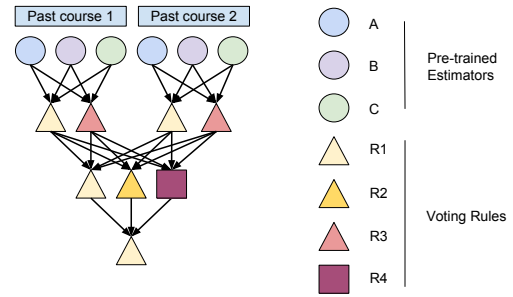 Past course 1
Past course 2
A
B
C
Pre-trained
Estimators
R1
R2
R3
R4
Voting Rules